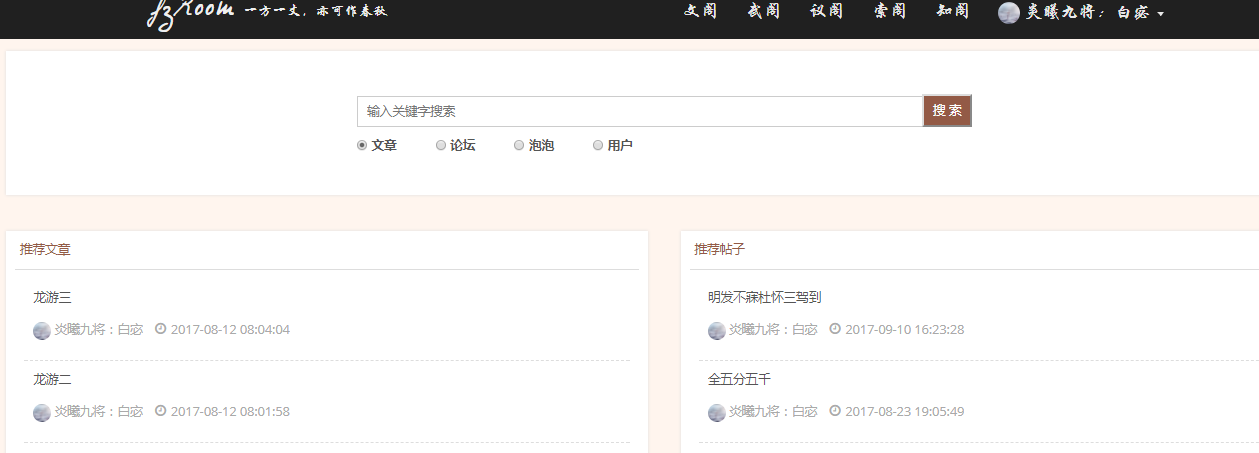 Room 一方一丈，亦可作春秋 文阁 武阁 议阁 索阁 知阁 炎曦九将：白宓
输入关键字搜索 搜 索
文章 论坛 泡泡 用户
推荐文章
龙游三
炎曦九将：白宓 2017-08-12 08:04:04
龙游二
炎曦九将：白宓 2017-08-12 08:01:58
推荐帖子
明发不寐杜怀三驾到
炎曦九将：白宓 2017-09-10 16:23:28
全五分五千
炎曦九将：白宓 2017-08-23 19:05:49